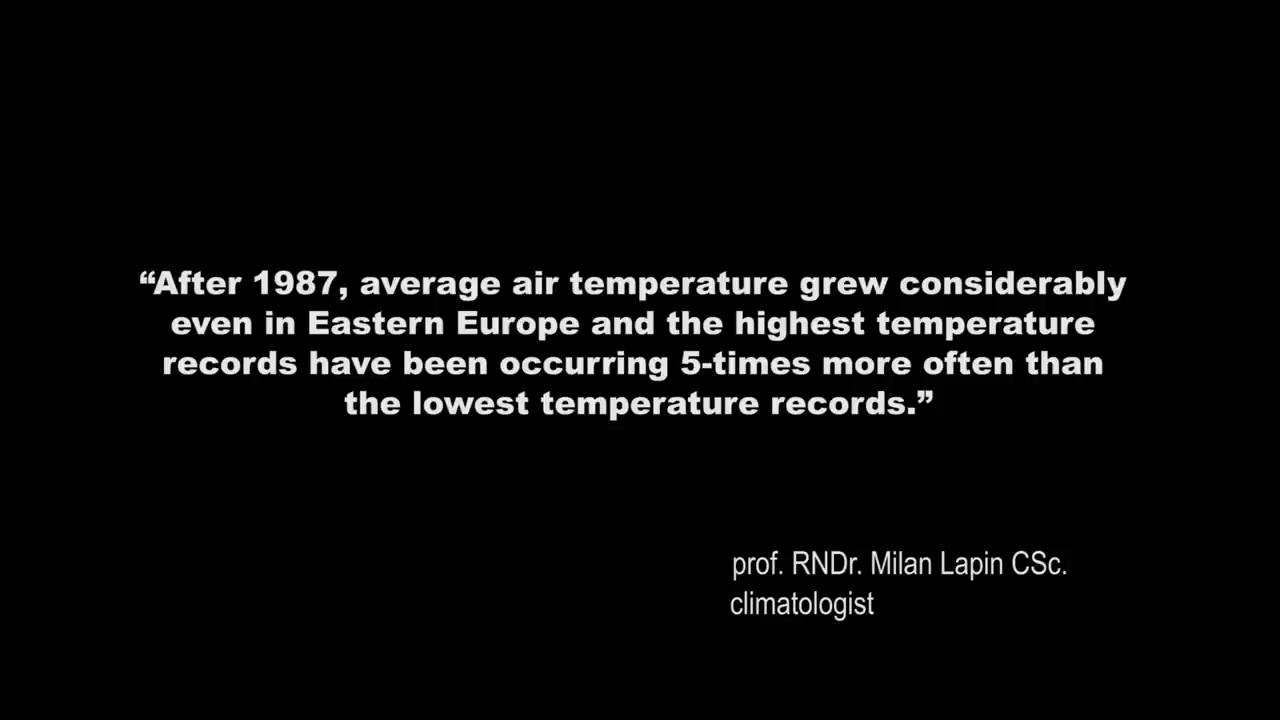 “After 1987, average air temperature grew considerably
even in Eastern Europe and the highest temperature
records have been occurring 5-times more often than
the lowest temperature records.”
prof. RNDr. Milan Lapin CSc.
climatologist